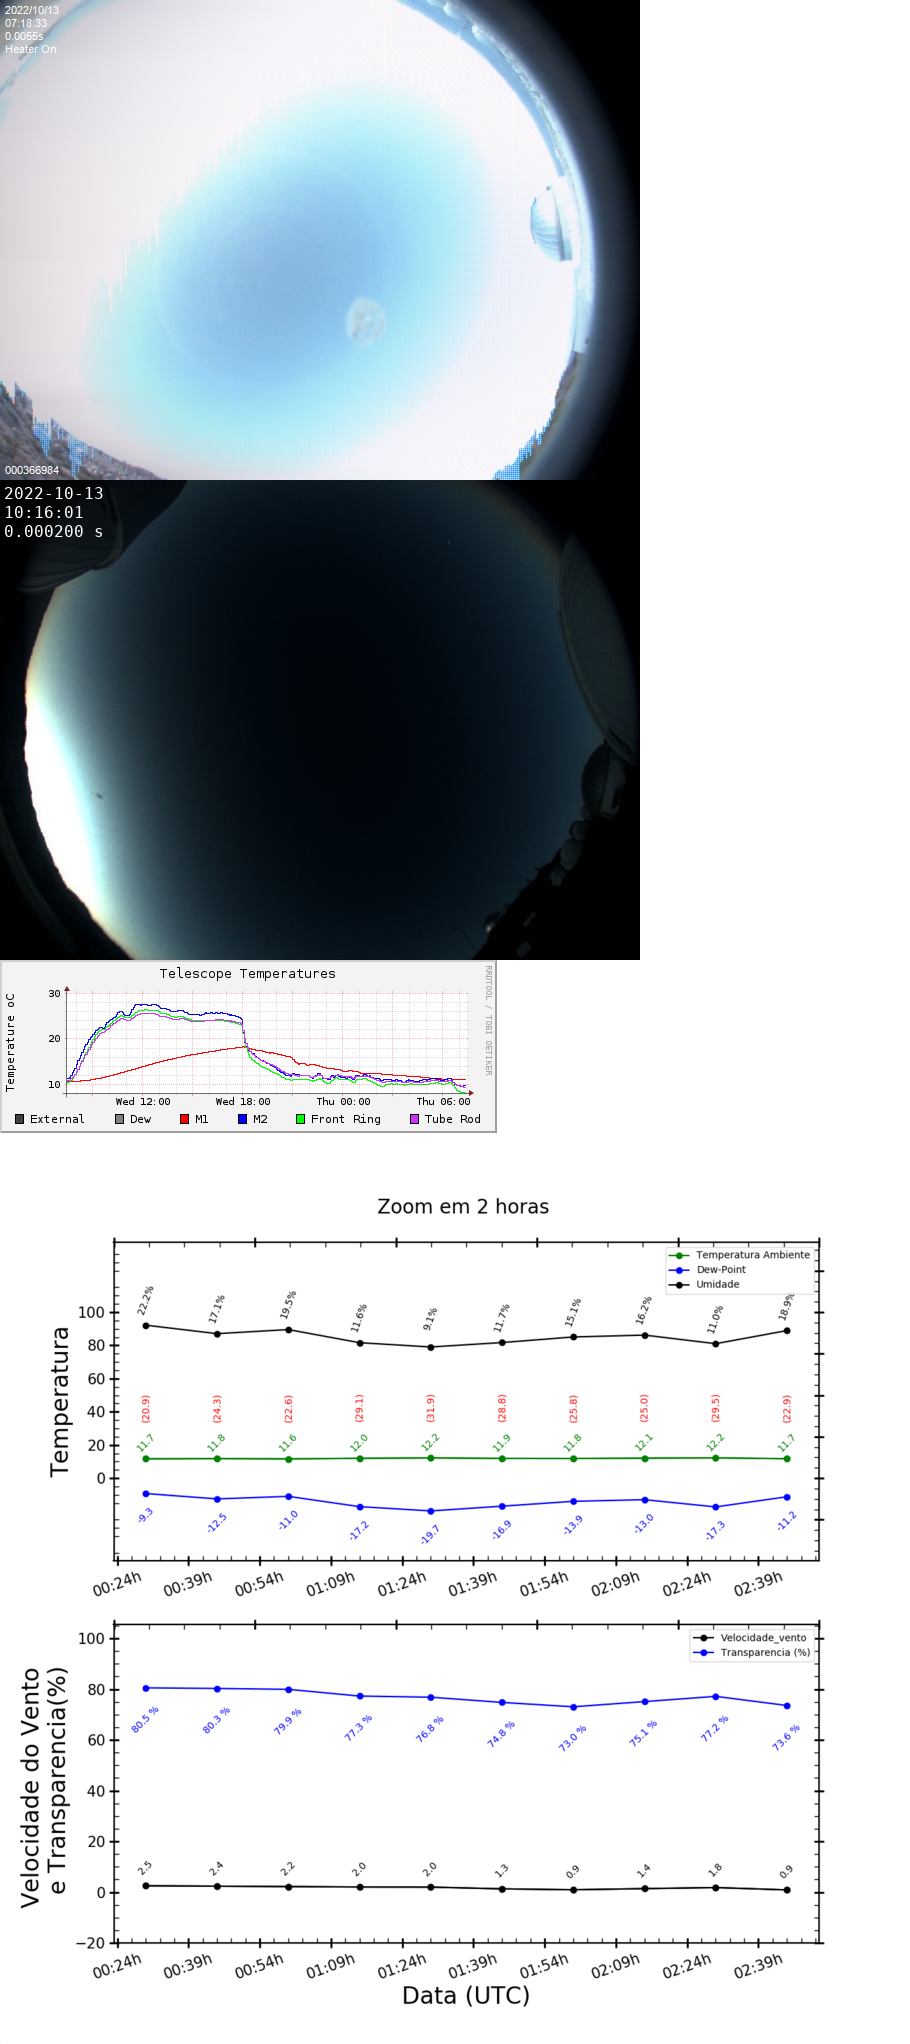 2022/10/13
07:18:33
0.0055s
Heater On
000366984
2022-10-13
10:16:01
0.000200 s
Telescope Temperatures
Temperature oC
30
20
10
Wed 12:00 Wed 18:00 Thu 00:00 Thu 06:00
External Dew M1 M2 Front Ring Tube Rod
RRDTOOL / TOBI OETIKER
Zoom em 2 horas
Temperatura
Temperatura Ambiente
Dew-Point
Umidade
22.2% 17.1% 19.5% 11.6% 9.1% 11.7% 15.1% 16.2% 11.0% 18.9%
100
80
60
40
20
0
(20.9) (24.3) (22.6) (29.1) (31.9) (28.8) (25.8) (25.0) (29.5) (22.9)
11.7 11.8 11.6 12.0 12.2 11.9 11.8 12.1 12.2 11.7
-9.3 -12.5 -11.0 -17.2 -19.7 -16.9 -13.9 -13.0 -17.3 -11.2
00:24h 00:39h 00:54h 01:09h 01:24h 01:39h 01:54h 02:09h 02:24h 02:39h
Velocidade do Vento
e Transparencia(%)
Velocidade_vento
Transparencia (%)
100
80
60
40
20
0
−20
80.5 % 80.3 % 79.9 % 77.3 % 76.8 % 74.8 % 73.0 % 75.1 % 77.2 % 73.6 %
2.5 2.4 2.2 2.0 2.0 1.3 0.9 1.4 1.8 0.9
00:24h 00:39h 00:54h 01:09h 01:24h 01:39h 01:54h 02:09h 02:24h 02:39h
Data (UTC)